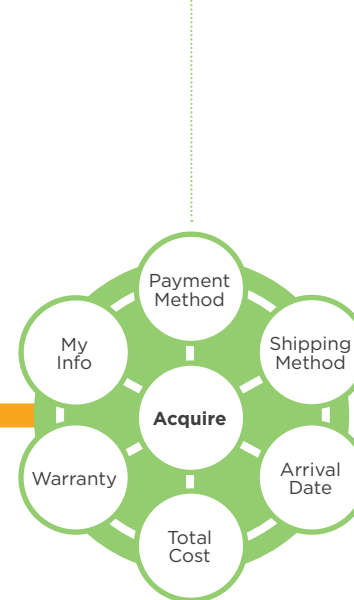 Payment
Method
My
Info
Shipping
Method
Acquire
Warranty
Arrival
Date
Total
Cost